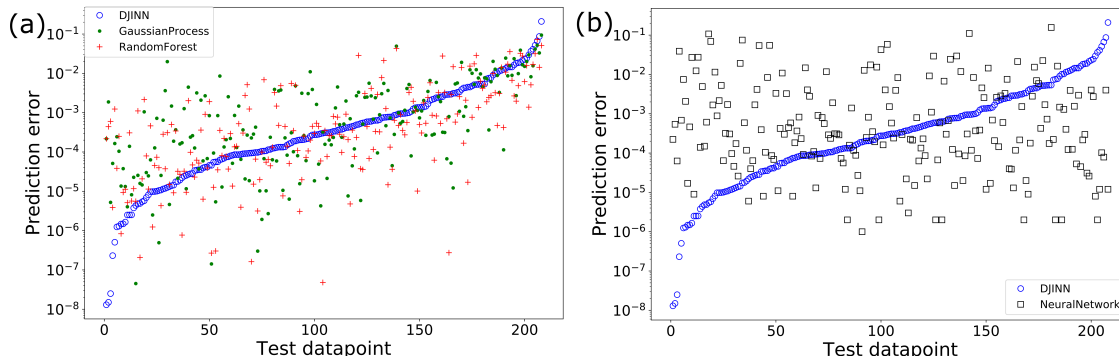 (a)
DJINN
GaussianProcess
RandomForest
10⁻¹
10⁻²
10⁻³
10⁻⁴
10⁻⁵
10⁻⁶
10⁻⁷
10⁻⁸
Prediction error
0 50 100 150 200
Test datapoint
(b)
10⁻¹
10⁻²
10⁻³
10⁻⁴
10⁻⁵
10⁻⁶
10⁻⁷
10⁻⁸
Prediction error
DJINN
NeuralNetwork
0 50 100 150 200
Test datapoint